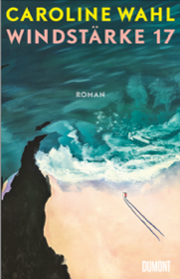 CAROLINE WAHL
WINDSTÄRKE 17
ROMAN
DUMONT